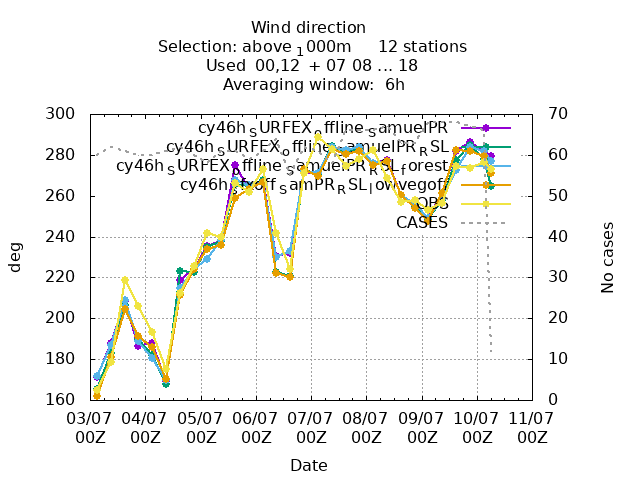 Wind direction
Selection: above 1000m 12 stations
Used 00,12 + 07 08 ... 18
Averaging window: 6h
cy46h_SURFEX_offline_samuelPR
cy46h_SURFEX_offline_samuelPR_RSL
cy46h_SURFEX_offline_samuelPR_RSL_forest
OBS
CASES
300
280
260
240
220
200
180
160
70
60
50
40
30
20
10
0
deg
No cases
03/07 04/07 05/07 06/07 07/07 08/07 09/07 10/07 11/07
00Z 00Z 00Z 00Z 00Z 00Z 00Z 00Z 00Z
Date